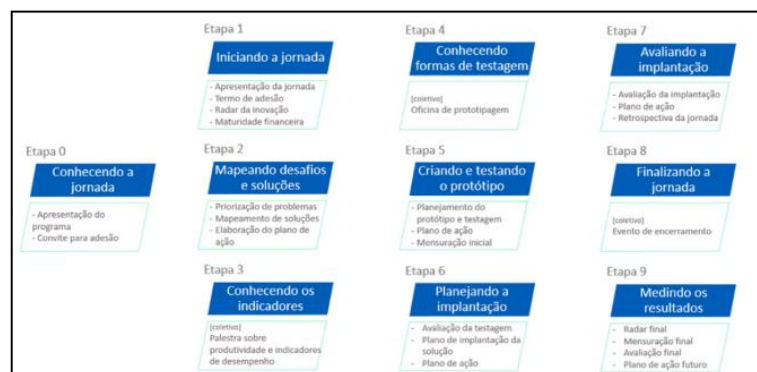 Etapa 0
Conhecendo a
jornada
- Apresentação do
programa
- Convite para adesão
Etapa 1
Iniciando a jornada
- Apresentação da jornada
- Termo de adesão
- Radar da inovação
- Maturidade financeira
Etapa 2
Mapeando desafios
e soluções
- Priorização de problemas
- Mapeamento de soluções
- Elaboração do plano de
ação
Etapa 3
Conhecendo os
indicadores
[coletivo]
Palestra sobre
produtividade e indicadores
de desempenho
Etapa 4
Conhecendo
formas de testagem
[coletivo]
Oficina de prototipagem
Etapa 5
Criando e testando
o protótipo
- Planejamento do
protótipo e testagem
- Plano de ação
- Mensuração inicial
Etapa 6
Planejando a
implantação
- Avaliação da testagem
- Plano de implantação da
solução
- Plano de ação
Etapa 7
Avaliando a
implantação
- Avaliação da implantação
- Plano de ação
- Retrospectiva da jornada
Etapa 8
Finalizando a
jornada
[coletivo]
Evento de encerramento
Etapa 9
Medindo os
resultados
- Radar final
- Mensuração final
- Avaliação final
- Plano de ação futuro